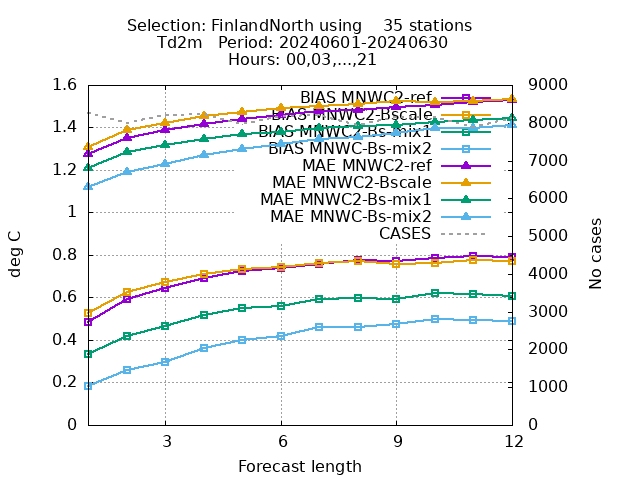 Selection: FinlandNorth using    35 stations
Td2m   Period: 20240601-20240630
Hours: 00,03,...,21
1.6
1.4
1.2
1
0.8
0.6
0.4
0.2
0
deg C
BIAS MNWC2-ref
BIAS MNWC2-Bscale
BIAS MNWC2-Bs-mix1
BIAS MNWC-Bs-mix2
MAE MNWC2-ref
MAE MNWC2-Bscale
MAE MNWC2-Bs-mix1
MAE MNWC-Bs-mix2
CASES
9000
8000
7000
6000
5000
4000
3000
2000
1000
0
No cases
3 6 9 12
Forecast length